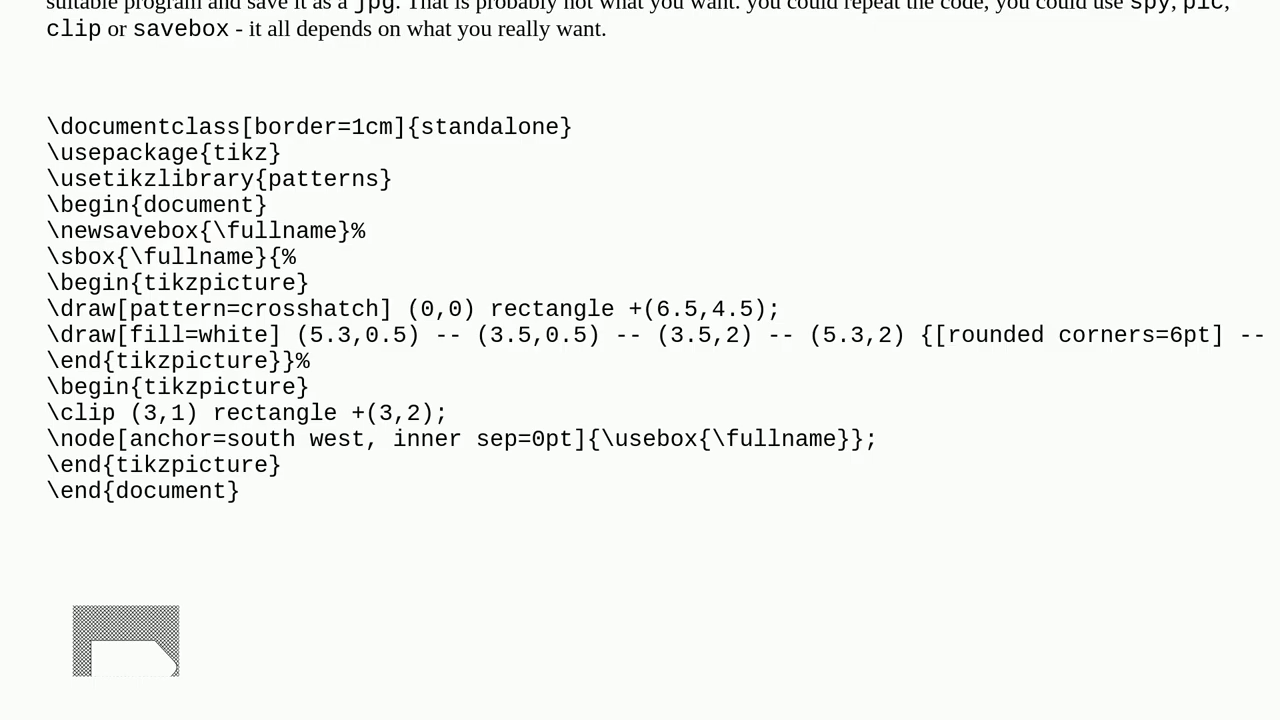 suitable program and save it as a jpg. That is probably not what you want. you could repeat the code, you could use spy, pic,
clip or savebox - it all depends on what you really want.
\documentclass[border=1cm]{standalone}
\usepackage{tikz}
\usetikzlibrary{patterns}
\begin{document}
\newsavebox{\fullname}%
\sbox{\fullname}{%
\begin{tikzpicture}
\draw[pattern=crosshatch] (0,0) rectangle +(6.5,4.5);
\draw[fill=white] (5.3,0.5) -- (3.5,0.5) -- (3.5,2) -- (5.3,2) {[rounded corners=6pt] --
\end{tikzpicture}}%
\begin{tikzpicture}
\clip (3,1) rectangle +(3,2);
\node[anchor=south west, inner sep=0pt]{\usebox{\fullname}};
\end{tikzpicture}
\end{document}